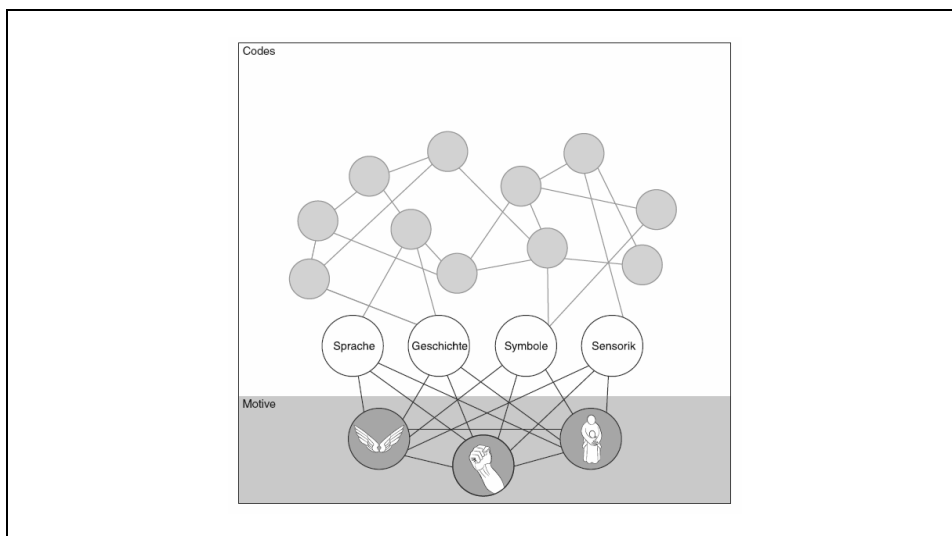 Codes
Sprache
Geschichte
Symbole
Sensorik
Motive